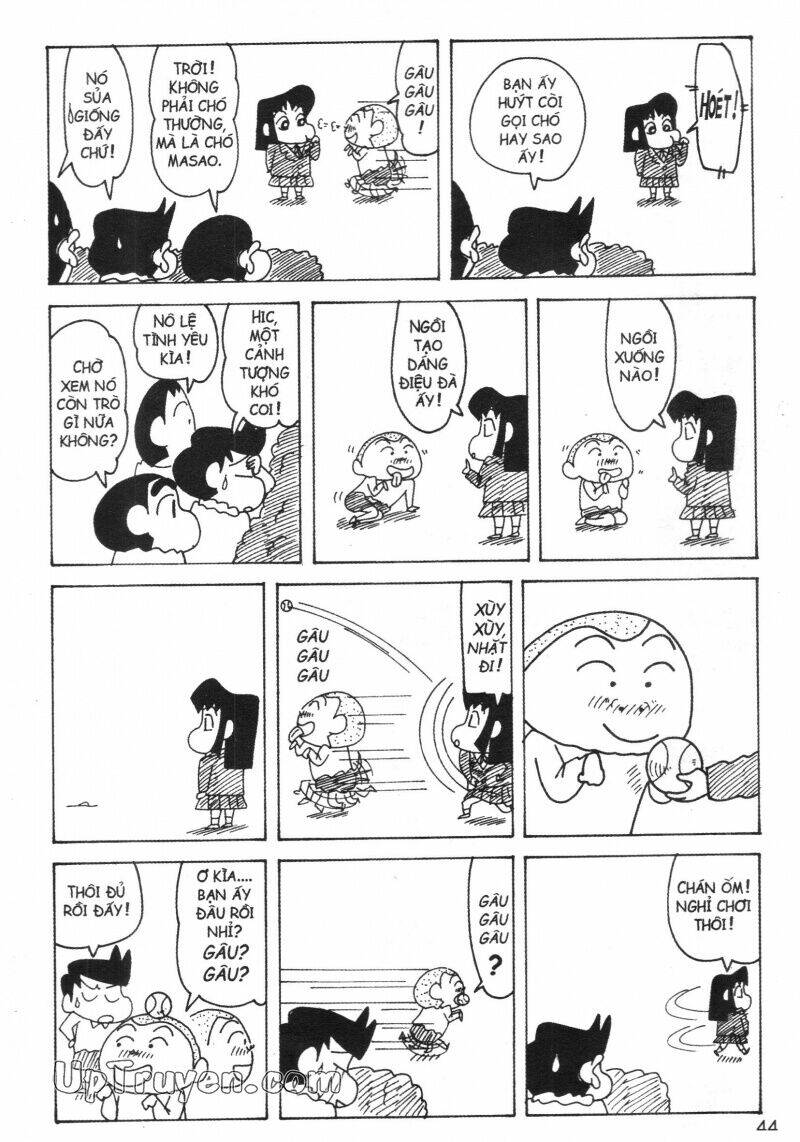 HOÉT!
BẠN ẤY
HUÝT CÒI
GỌI CHÓ
HAY SAO
ẤY!
GÂU
GÂU
GÂU
!
TRỜI!
KHÔNG
PHẢI CHÓ
THƯỜNG,
MÀ LÀ CHÓ
MASAO.
NÓ
SỦA
GIỐNG
ĐẤY
CHỨ!
NGỒI
XUỐNG
NÀO!
NGỒI
TẠO
DÁNG
ĐIỆU ĐÀ
ẤY!
HIC,
MỘT
CẢNH
TƯỢNG
KHÓ
COI!
NÔ LỆ
TÌNH YÊU
KÌA!
CHỜ
XEM NÓ
CÒN TRÒ
GÌ NỮA
KHÔNG?
XÙY
XÙY,
NHẶT
ĐI!
GÂU
GÂU
GÂU
CHÁN ỐM!
NGHỈ CHƠI
THÔI!
GÂU
GÂU
GÂU
?
Ơ KÌA....
BẠN ẤY
ĐÂU RỒI
NHỈ?
GÂU?
GÂU?
THÔI ĐỦ
RỒI ĐẤY!
UpTruyen.com
44